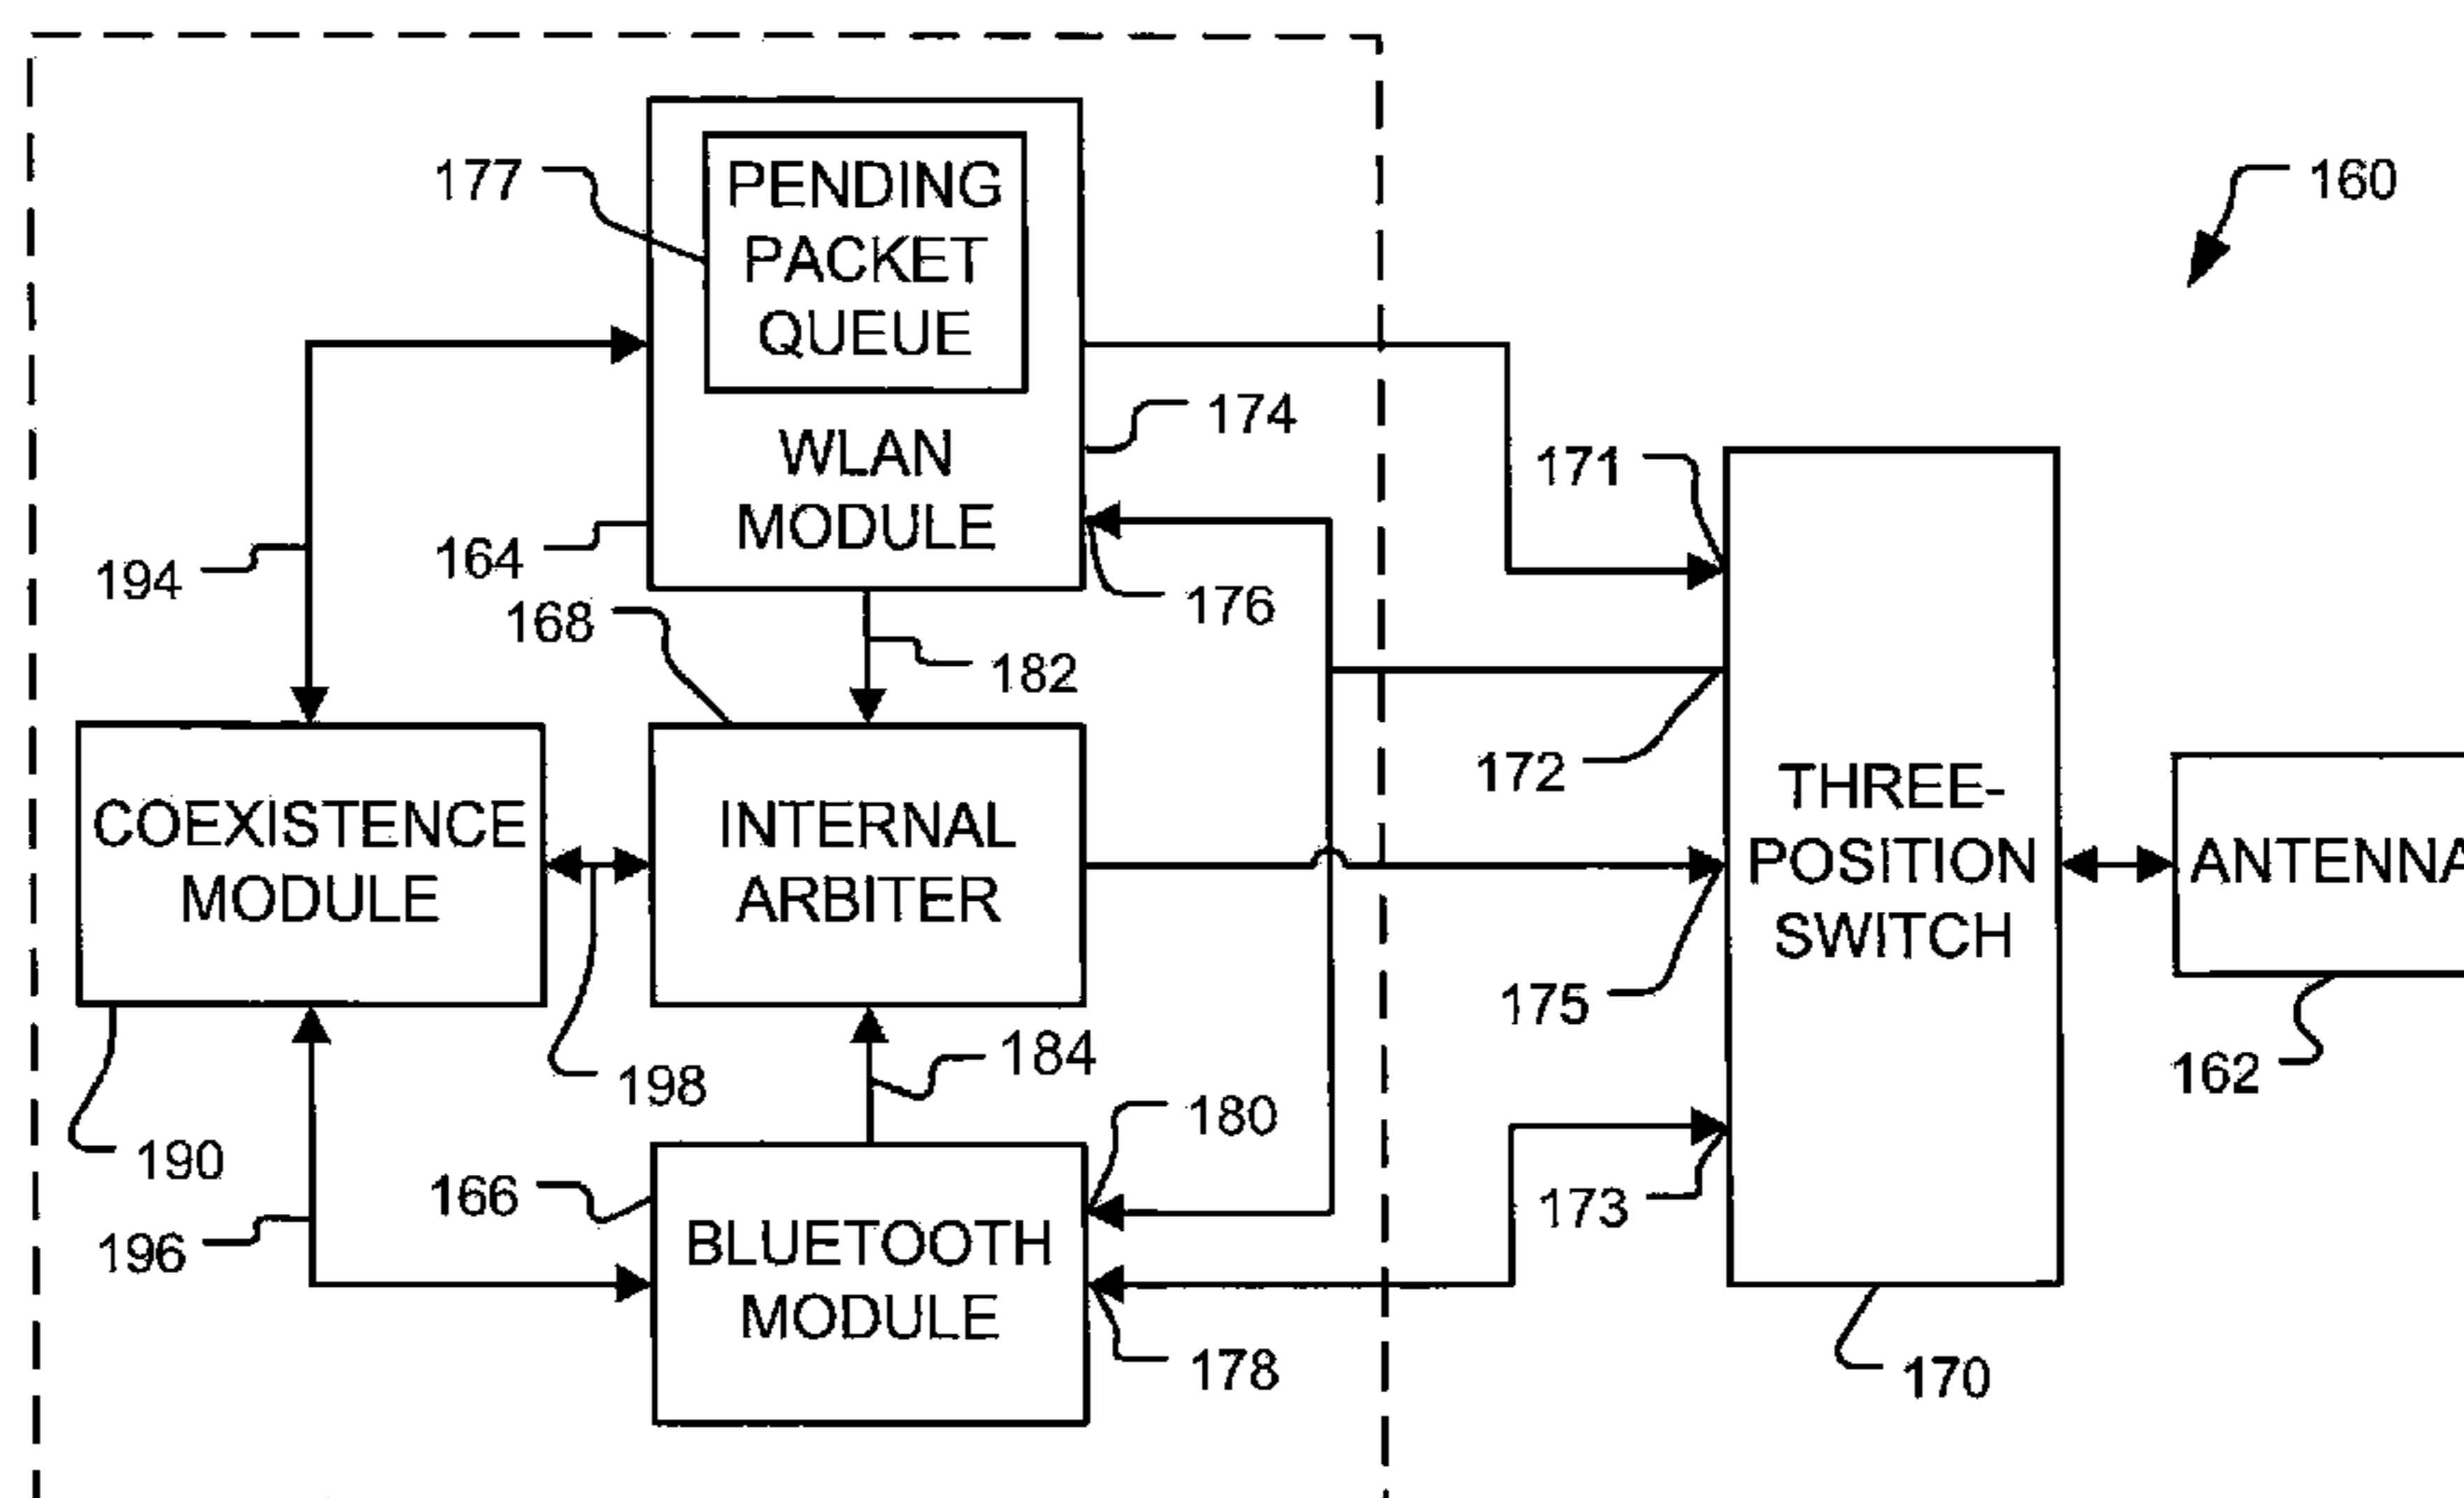 160
177
PENDING
PACKET
QUEUE
174
WLAN
MODULE
171
194
164
176
168
182
172
COEXISTENCE
MODULE
INTERNAL
ARBITER
THREE-
POSITION
SWITCH
ANTENNA
175
184
198
162
180
190
166
173
196
BLUETOOTH
MODULE
178
170